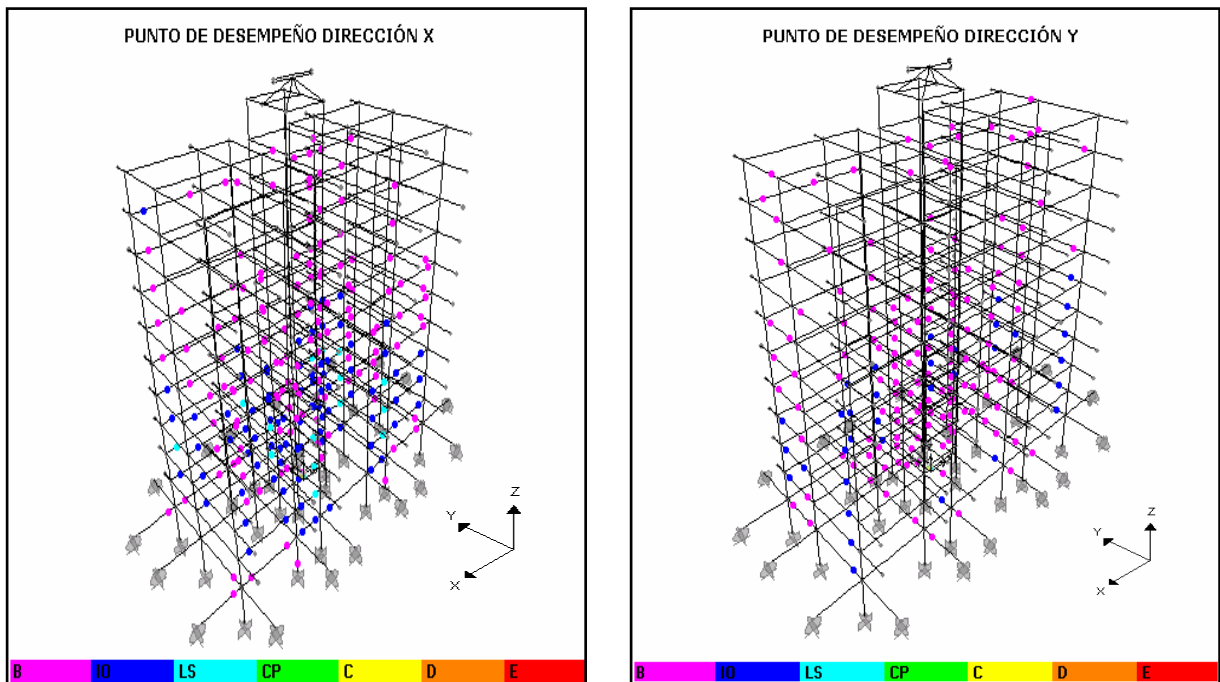 PUNTO DE DESEMPEÑO DIRECCIÓN X
Z
Y
X
B IO LS CP C D E
PUNTO DE DESEMPEÑO DIRECCIÓN Y
Z
Y
X
B IO LS CP C D E